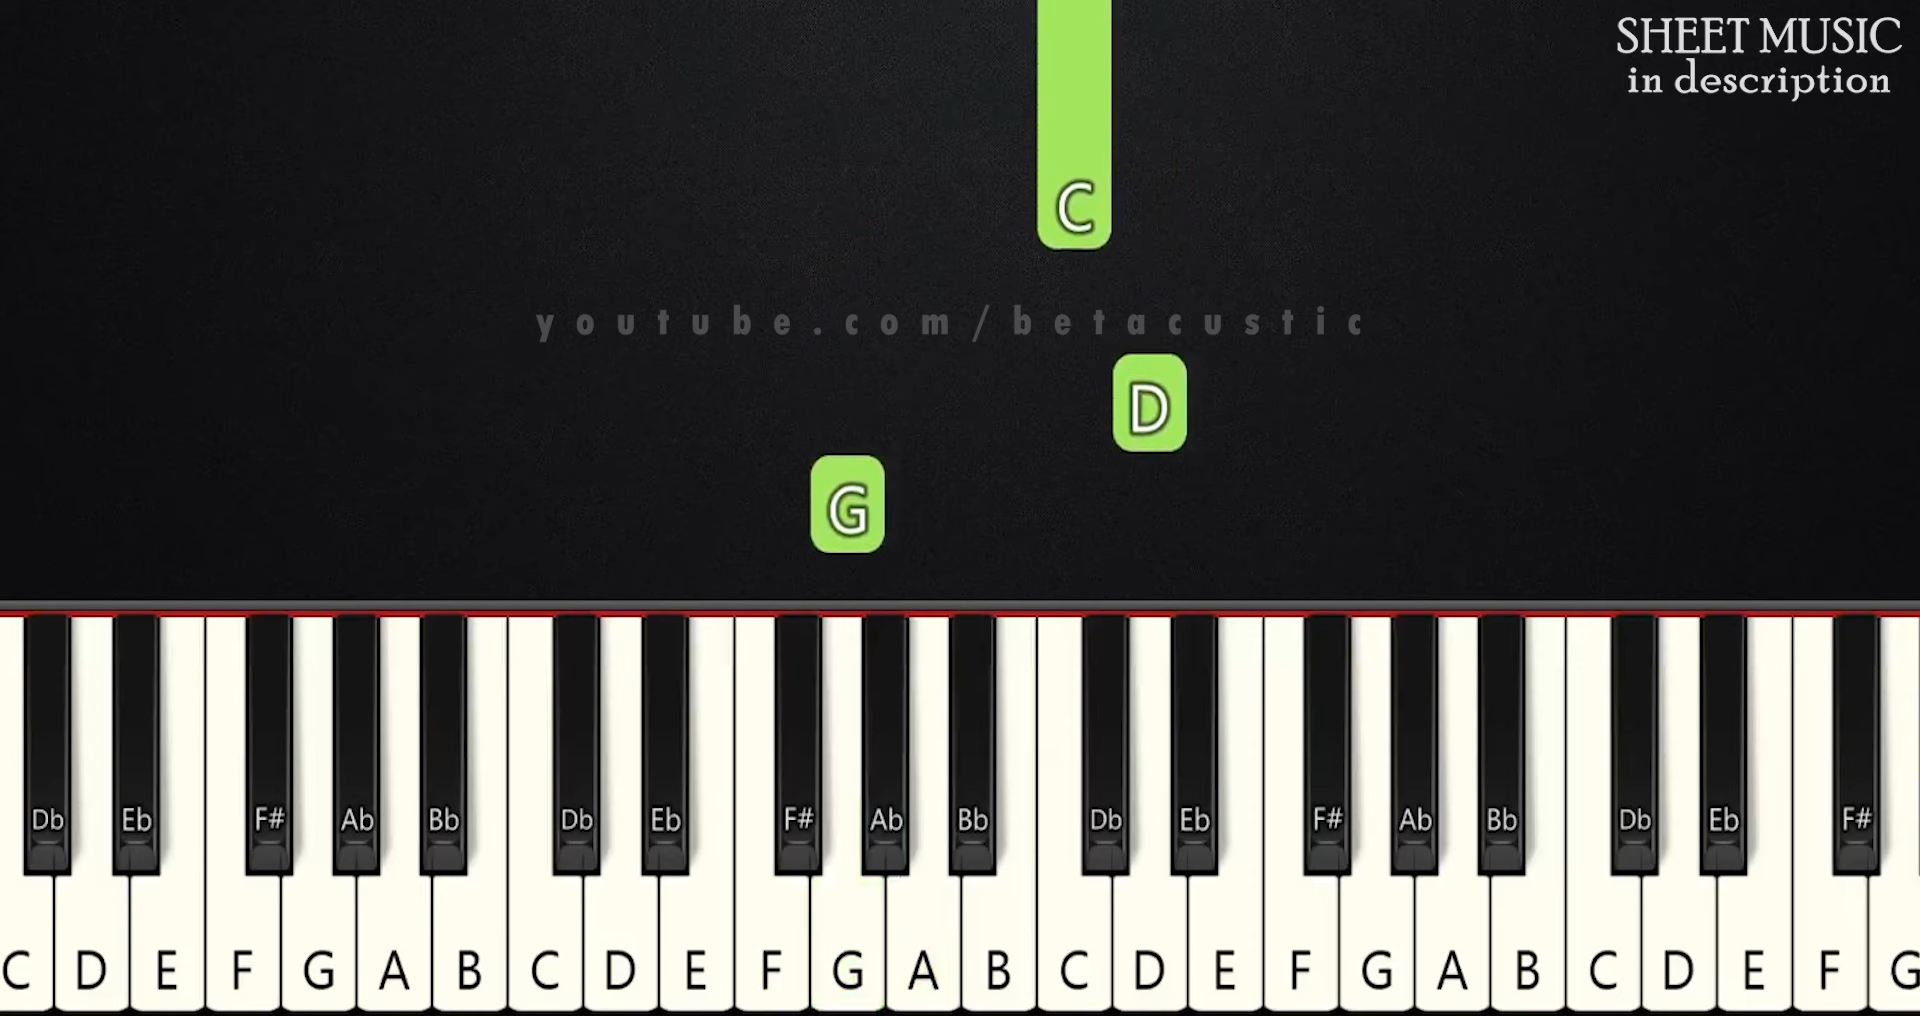 SHEET MUSIC
in description
C
youtube.com/betacustic
D
G
Db Eb F# Ab Bb Db Eb F# Ab Bb Db Eb F# Ab Bb Db Eb F#
C D E F G A B C D E F G A B C D E F G A B C D E F G